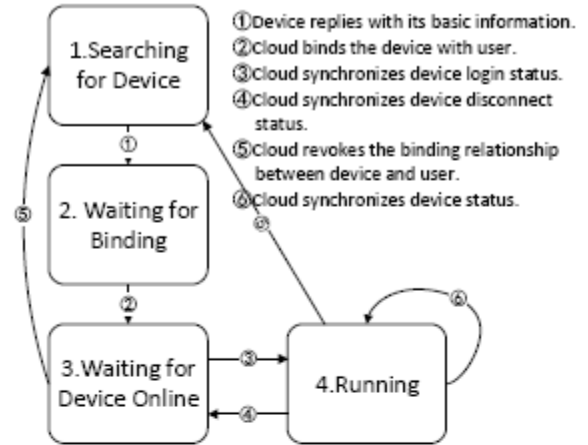 ①Device replies with its basic information.
②Cloud binds the device with user.
③Cloud synchronizes device login status.
④Cloud synchronizes device disconnect
status.
⑤Cloud revokes the binding relationship
between device and user.
⑥Cloud synchronizes device status.
1.Searching
for Device
①
2. Waiting for
Binding
②
3.Waiting for
Device Online
③
④
4.Running
⑤
⑤
⑥